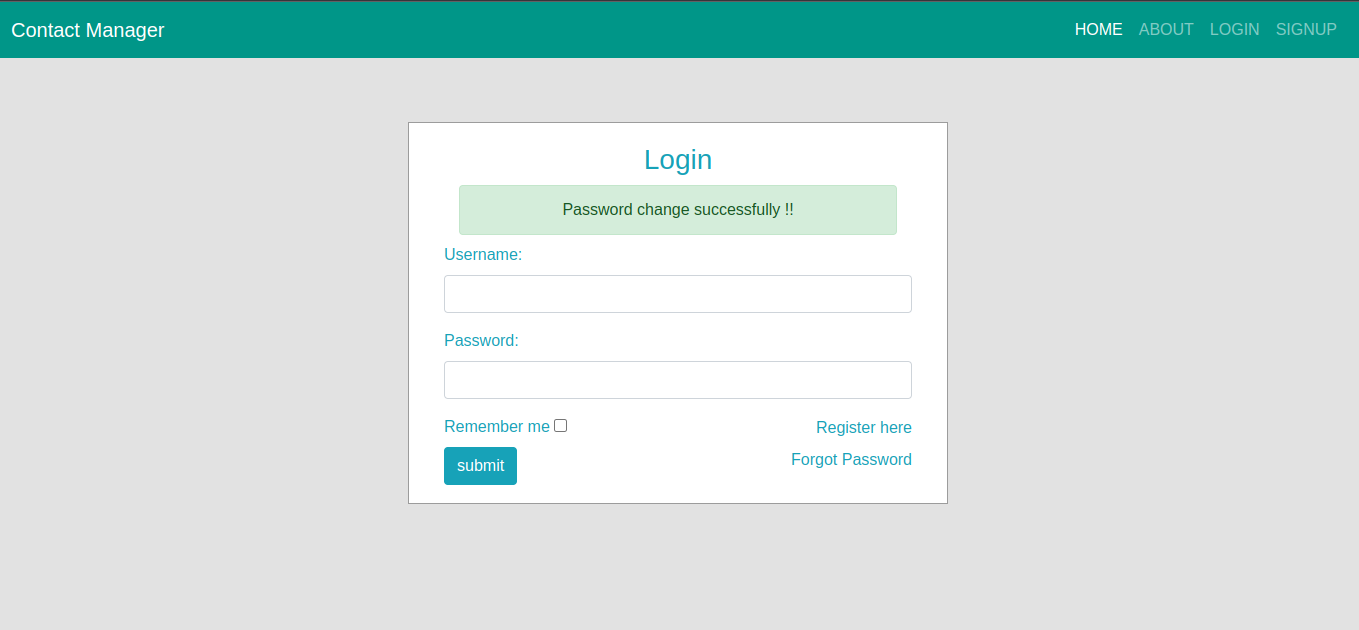 Contact Manager HOME ABOUT LOGIN SIGNUP
Login
Password change successfully !!
Username:
Password:
Remember me Register here
submit Forgot Password